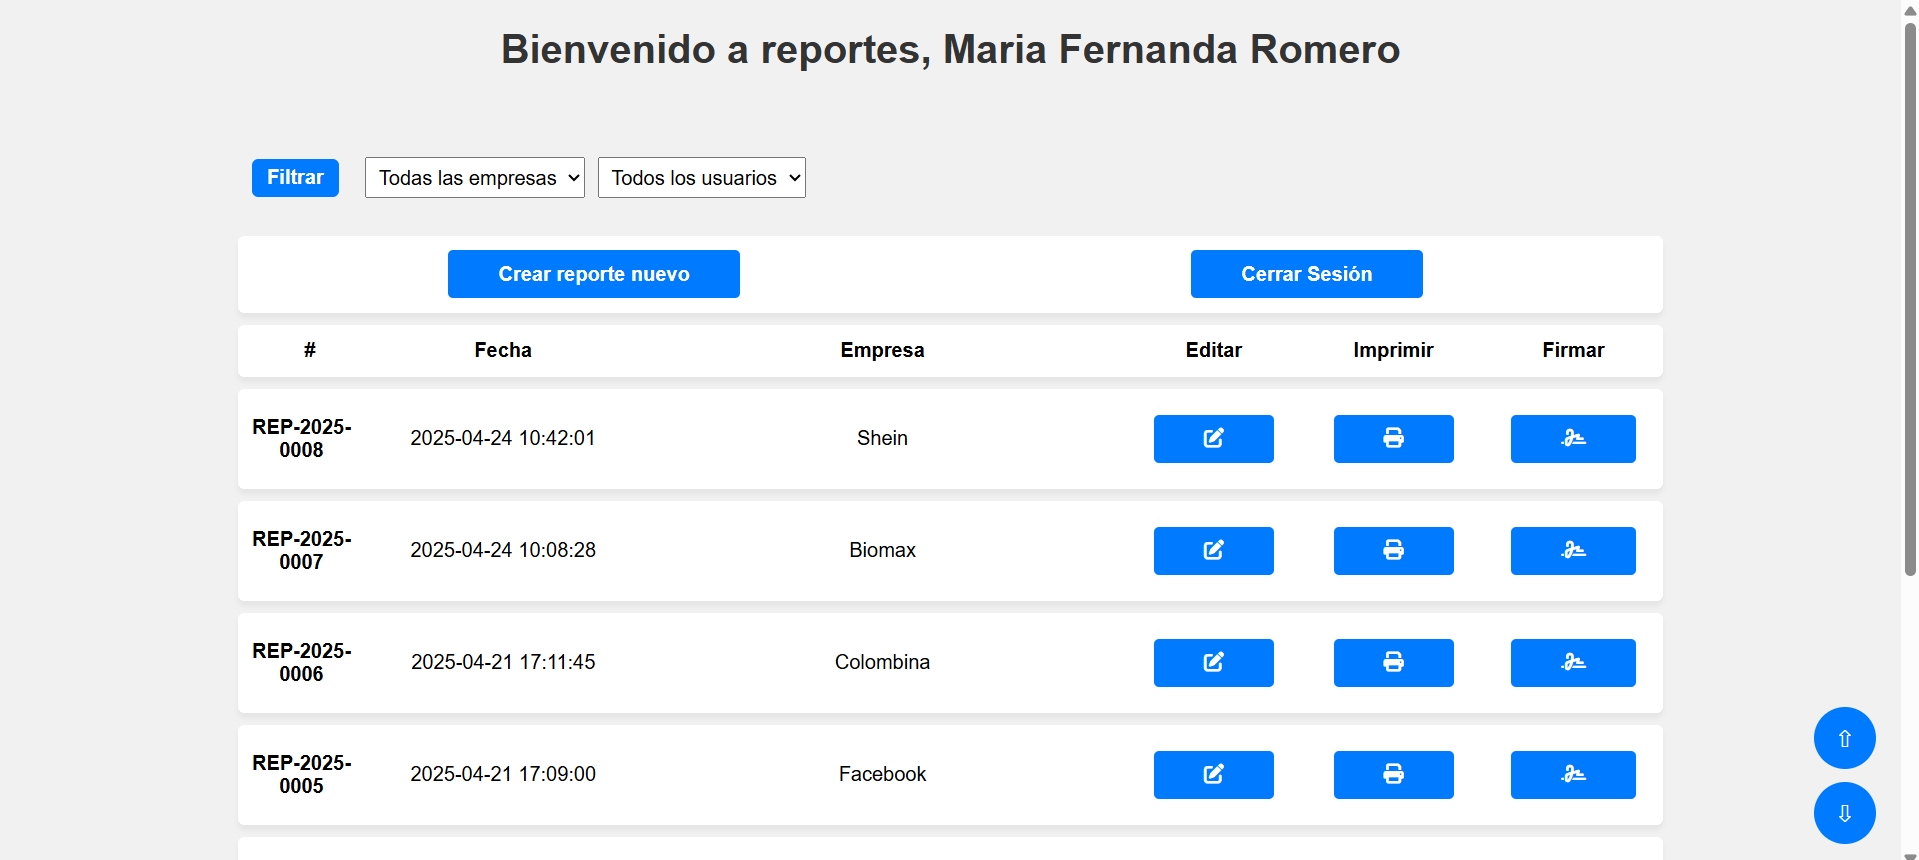 Bienvenido a reportes, Maria Fernanda Romero
Filtrar Todas las empresas Todos los usuarios
Crear reporte nuevo Cerrar Sesión
# Fecha Empresa Editar Imprimir Firmar
REP-2025-
0008
2025-04-24 10:42:01 Shein
REP-2025-
0007
2025-04-24 10:08:28 Biomax
REP-2025-
0006
2025-04-21 17:11:45 Colombina
REP-2025-
0005
2025-04-21 17:09:00 Facebook